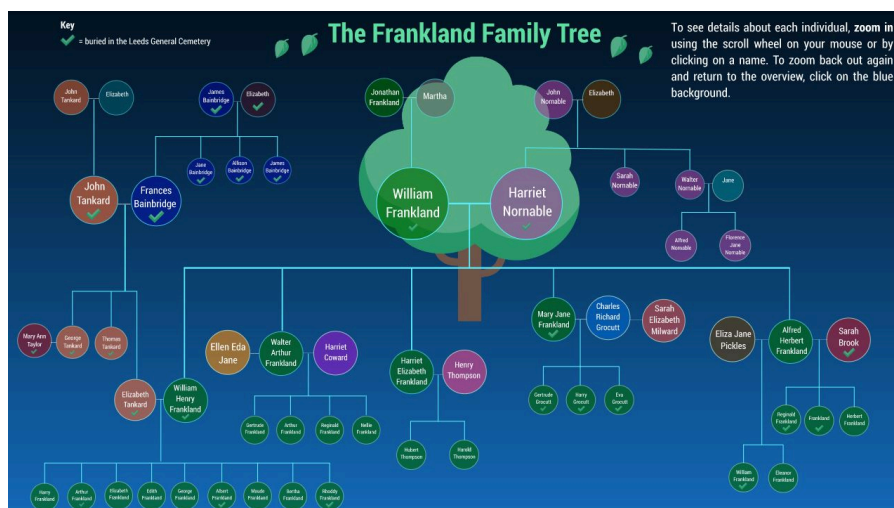 Key
= buried in the Leeds General Cemetery
The Frankland Family Tree
To see details about each individual, zoom in
using the scroll wheel on your mouse or by
clicking on a name. To zoom back out again
and return to the overview, click on the blue
background.
John
Tankard
Elizabeth
James
Bainbridge
Elizabeth
Jonathan
Frankland
Martha
John
Nornable
Elizabeth
Jane
Bainbridge
Allison
Bainbridge
James
Bainbridge
Sarah
Nornable
Walter
Nornable
Jane
John
Tankard
Frances
Bainbridge
William
Frankland
Harriet
Nornable
Alfred
Nornable
Florence
Jane
Nornable
Mary Ann
Taylor
George
Tankard
Thomas
Tankard
Ellen Eda
Jane
Walter
Arthur
Frankland
Harriet
Coward
Harriet
Elizabeth
Frankland
Henry
Thompson
Mary Jane
Frankland
Charles
Richard
Grocutt
Sarah
Elizabeth
Milward
Eliza Jane
Pickles
Alfred
Herbert
Frankland
Sarah
Brook
Elizabeth
Tankard
William
Henry
Frankland
Gertrude
Frankland
Arthur
Frankland
Reginald
Frankland
Nellie
Frankland
Hubert
Thompson
Harold
Thompson
Gertrude
Grocutt
Harry
Grocutt
Eva
Grocutt
Reginald
Frankland
Frankland
Herbert
Frankland
William
Frankland
Eleanor
Frankland
Harry
Frankland
Arthur
Frankland
Elizabeth
Frankland
Edith
Frankland
George
Frankland
Albert
Frankland
Maude
Frankland
Bertha
Frankland
Rhoddy
Frankland